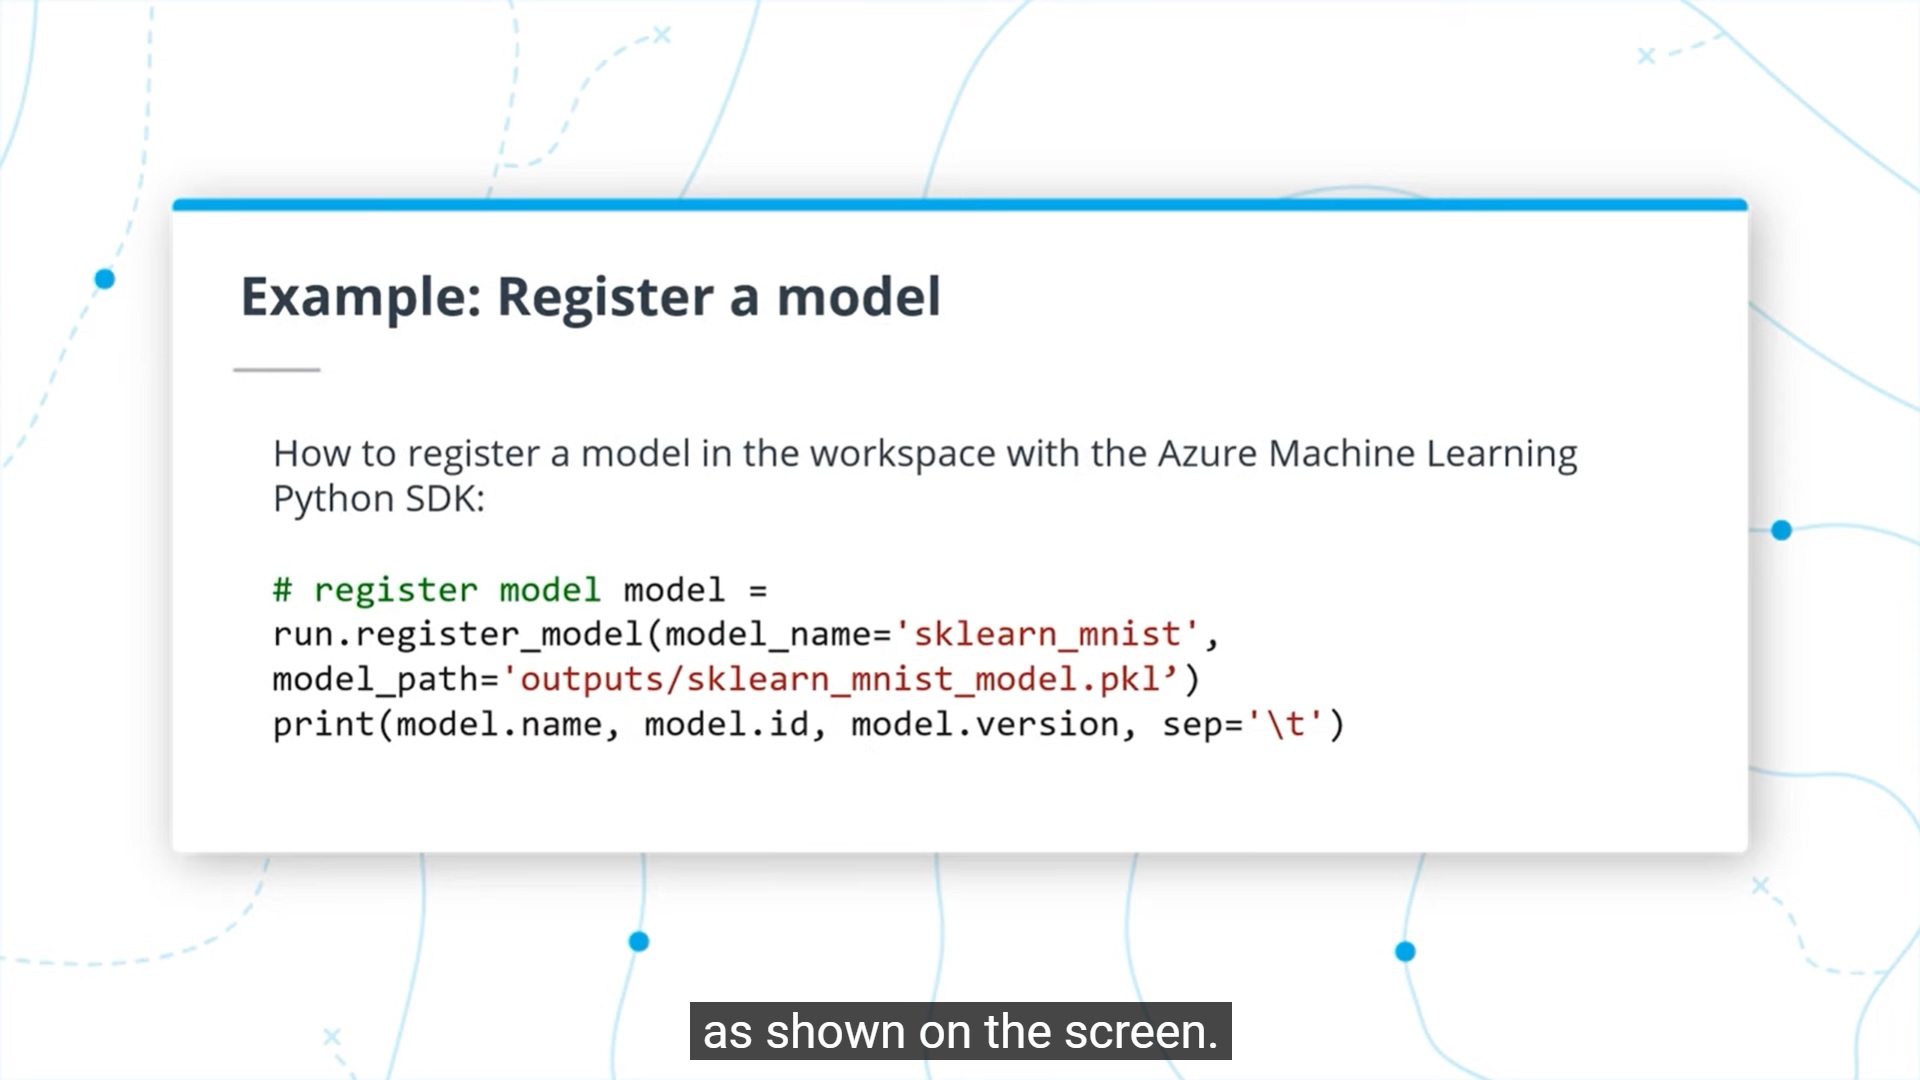 Example: Register a model
How to register a model in the workspace with the Azure Machine Learning
Python SDK:
# register model model =
run.register_model(model_name='sklearn_mnist',
model_path='outputs/sklearn_mnist_model.pkl’)
print(model.name, model.id, model.version, sep='\t')
as shown on the screen.